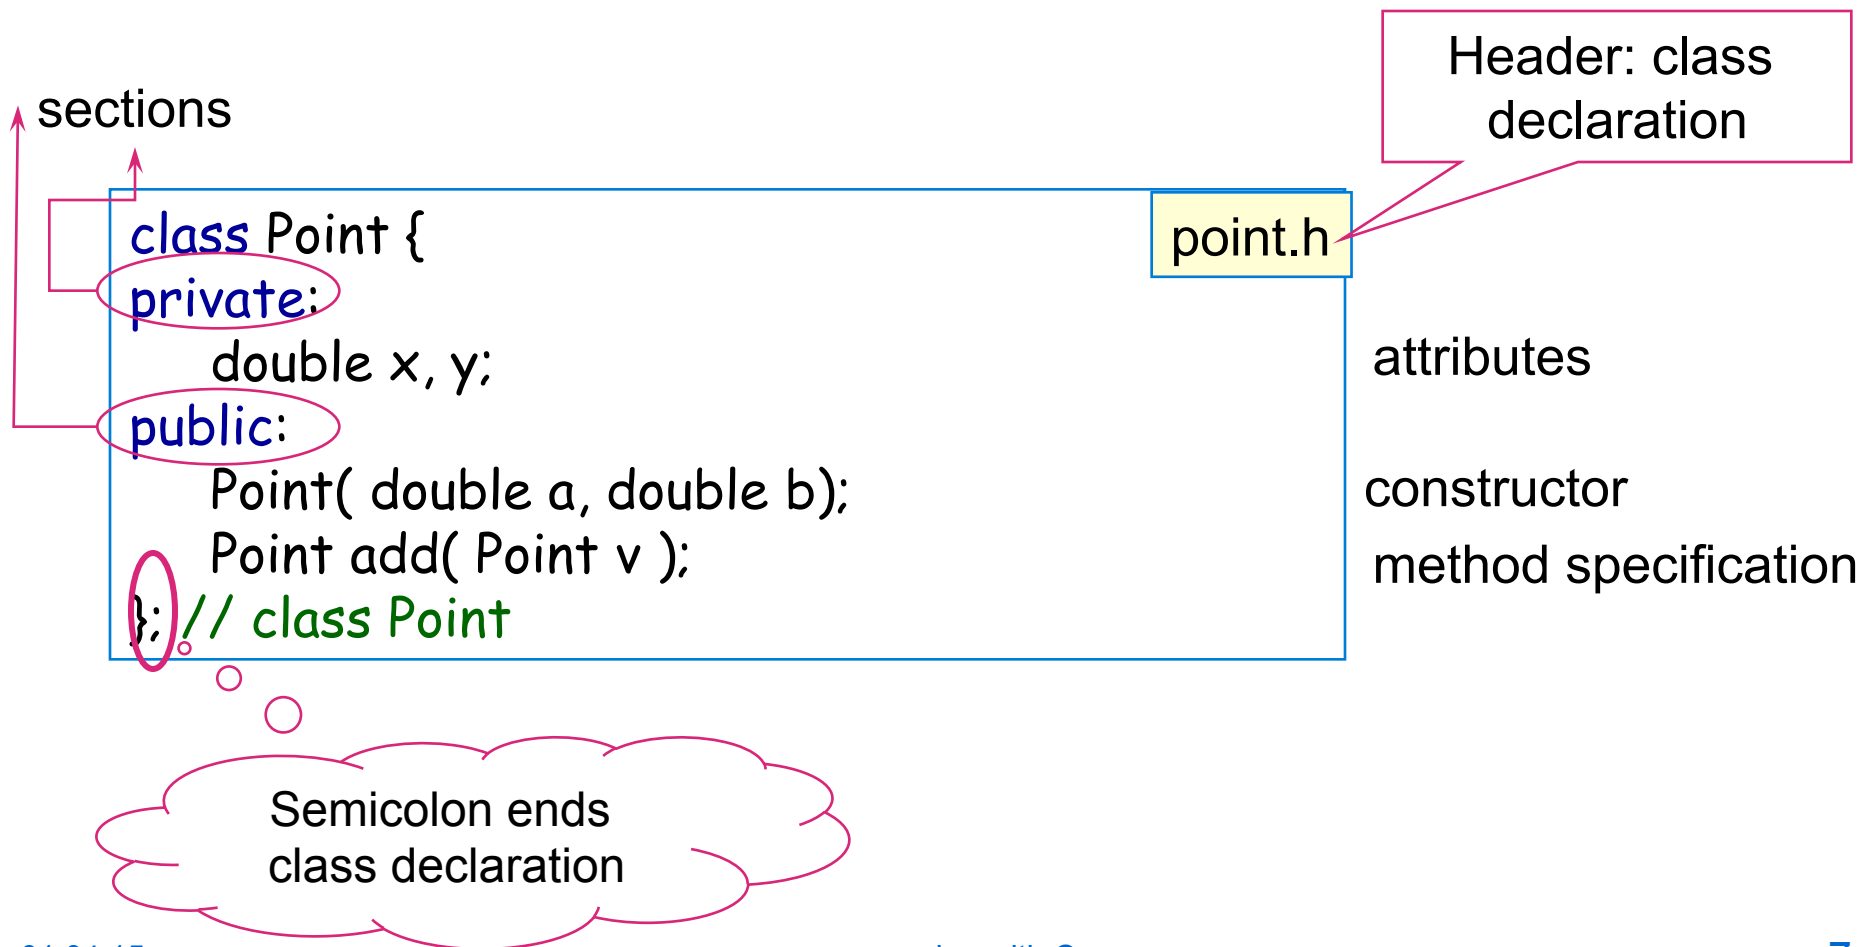 Header: class
declaration
sections
class Point {
point.h
private:
double x, y;
attributes
public:
Point( double a, double b);
constructor
Point add( Point v );
method specification
}; // class Point
Semicolon ends
class declaration